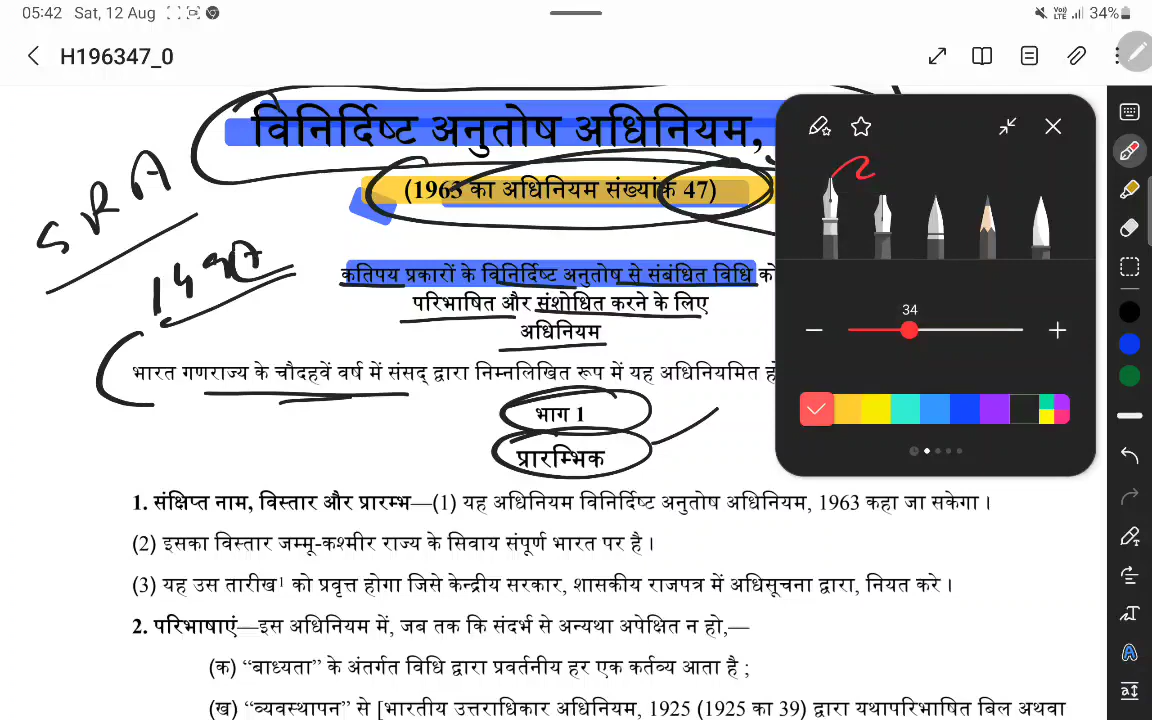 05:42 Sat, 12 Aug 34%
H196347_0
विनिर्दिष्ट अनुतोष अधिनियम,
(1963 का अधिनियम संख्यांक 47)
SRA
कतिपय प्रकारों के विनिर्दिष्ट अनुतोष से संबंधित विधि को
परिभाषित और संशोधित करने के लिए
अधिनियम
34
भारत गणराज्य के चौदहवें वर्ष में संसद् द्वारा निम्नलिखित रूप में यह अधिनियमित
भाग 1
प्रारम्भिक
1. संक्षिप्त नाम, विस्तार और प्रारम्भ—(1) यह अधिनियम विनिर्दिष्ट अनुतोष अधिनियम, 1963 कहा जा सकेगा ।
(2) इसका विस्तार जम्मू-कश्मीर राज्य के सिवाय संपूर्ण भारत पर है ।
(3) यह उस तारीख¹ को प्रवृत्त होगा जिसे केन्द्रीय सरकार, शासकीय राजपत्र में अधिसूचना द्वारा, नियत करे ।
2. परिभाषाएं—इस अधिनियम में, जब तक कि संदर्भ से अन्यथा अपेक्षित न हो,—
(क) “बाध्यता” के अंतर्गत विधि द्वारा प्रवर्तनीय हर एक कर्तव्य आता है ;
(ख) “व्यवस्थापन” से [भारतीय उत्तराधिकार अधिनियम, 1925 (1925 का 39) द्वारा यथापरिभाषित बिल अथवा